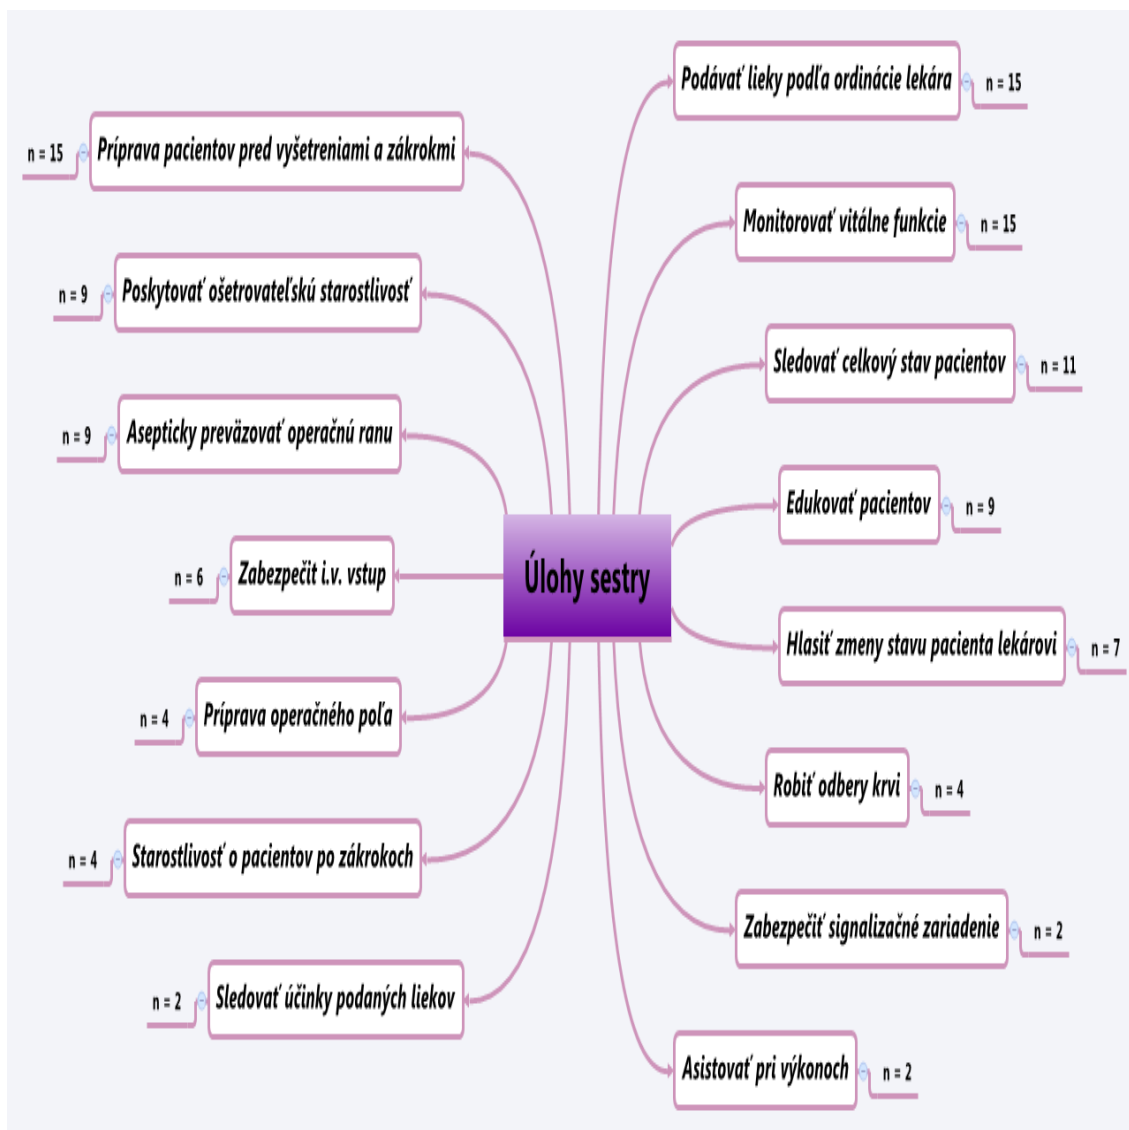 Podávať lieky podľa ordinácie lekára
n = 15
Monitorovať vitálne funkcie
n = 15
Sledovať celkový stav pacientov
n = 11
Edukovať pacientov
n = 9
Hlasiť zmeny stavu pacienta lekárovi
n = 7
Robiť odbery krvi
n = 4
Zabezpečiť signalizačné zariadenie
n = 2
Asistovať pri výkonoch
n = 2
Úlohy sestry
Príprava pacientov pred vyšetreniami a zákrokmi
n = 15
Poskytovať ošetrovateľskú starostlivosť
n = 9
Asepticky preväzovať operačnú ranu
n = 9
Zabezpečit i.v. vstup
n = 6
Príprava operačného poľa
n = 4
Starostlivosť o pacientov po zákrokoch
n = 4
Sledovať účinky podaných liekov
n = 2